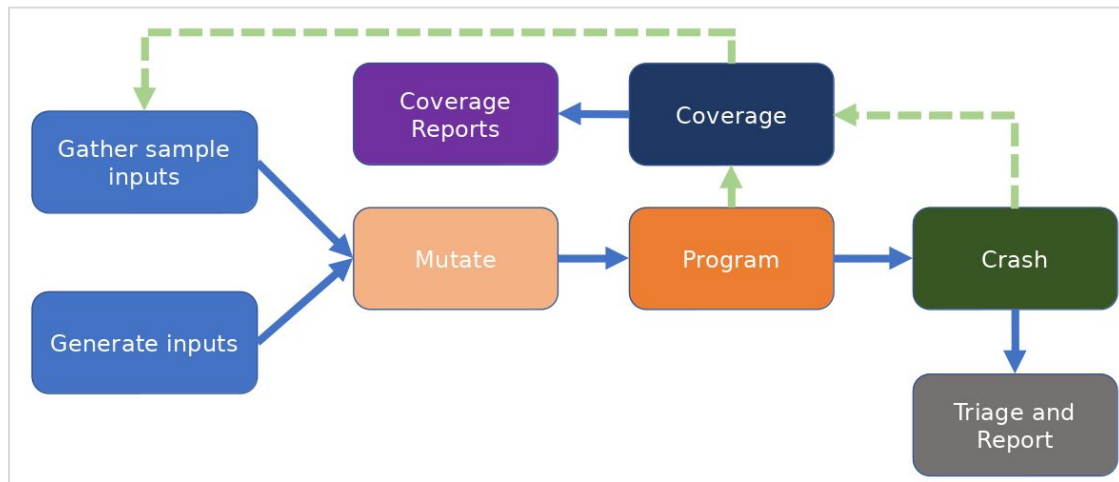 Coverage
Reports
Coverage
Gather sample
inputs
Mutate
Program
Crash
Generate inputs
Triage and
Report